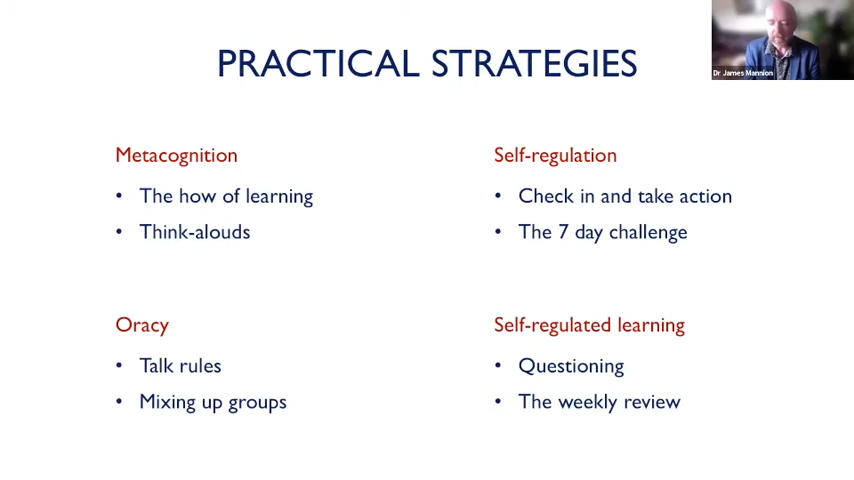 PRACTICAL STRATEGIES
Dr James Mannion
Metacognition
• The how of learning
• Think-alouds
Self-regulation
• Check in and take action
• The 7 day challenge
Oracy
• Talk rules
• Mixing up groups
Self-regulated learning
• Questioning
• The weekly review